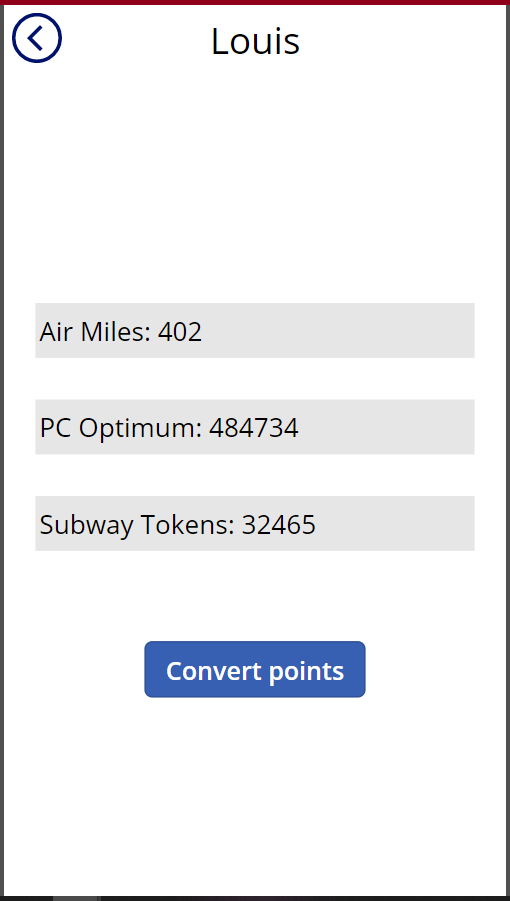 Louis
Air Miles: 402
PC Optimum: 484734
Subway Tokens: 32465
Convert points